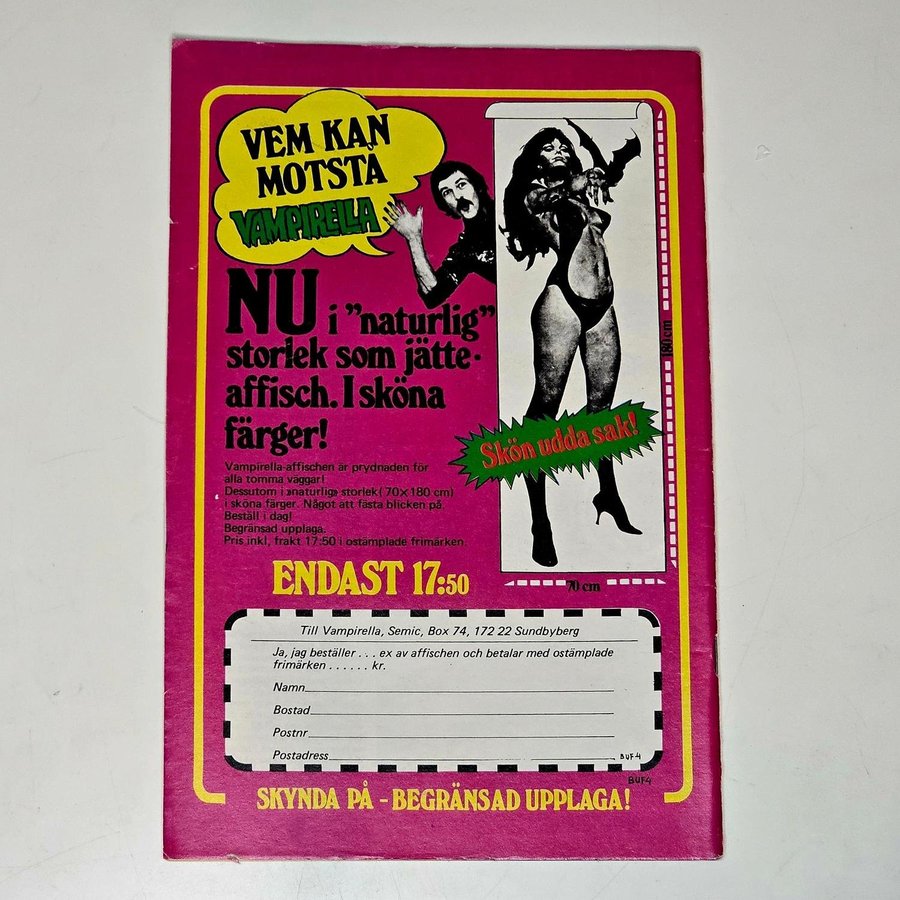 VEM KAN
MOTSTÅ
VAMPIRELLA
NU i ”naturlig”
storlek som jätte-
affisch. I sköna
färger!
Vampirella-affischen är prydnaden för
alla tomma väggar!
Dessutom i »naturlig» storlek (70×180 cm)
i sköna färger. Något att fästa blicken på.
Beställ i dag!
Begränsad upplaga.
Pris inkl, frakt 17:50 i ostämplade frimärken.
180 cm
Skön udda sak!
70 cm
ENDAST 17:50
Till Vampirella, Semic, Box 74, 172 22 Sundbyberg
Ja, jag beställer . . . ex av affischen och betalar med ostämplade
frimärken . . . . . . kr.
Namn
Bostad
Postnr
Postadress
BUF4
BUF4
SKYNDA PÅ - BEGRÄNSAD UPPLAGA!